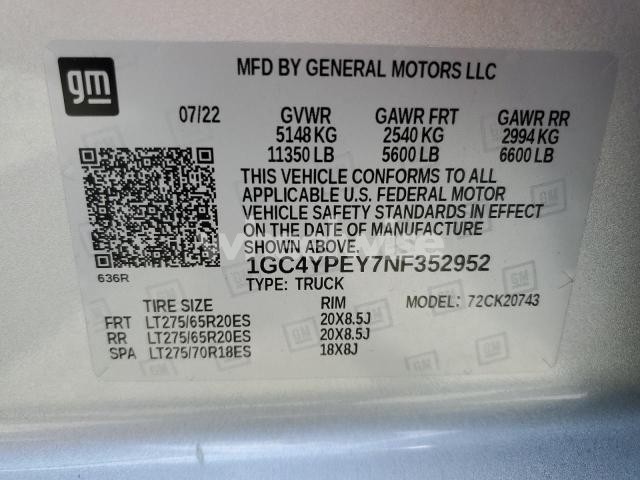 gm
MFD BY GENERAL MOTORS LLC
07/22 GVWR GAWR FRT GAWR RR
5148 KG 2540 KG 2994 KG
11350 LB 5600 LB 6600 LB
THIS VEHICLE CONFORMS TO ALL
APPLICABLE U.S. FEDERAL MOTOR
VEHICLE SAFETY STANDARDS IN EFFECT
ON THE DATE OF MANUFACTURE
SHOWN ABOVE.
636R
1GC4YPEY7NF352952
TYPE: TRUCK
TIRE SIZE RIM MODEL: 72CK20743
FRT LT275/65R20ES 20X8.5J
RR LT275/65R20ES 20X8.5J
SPA LT275/70R18ES 18X8J